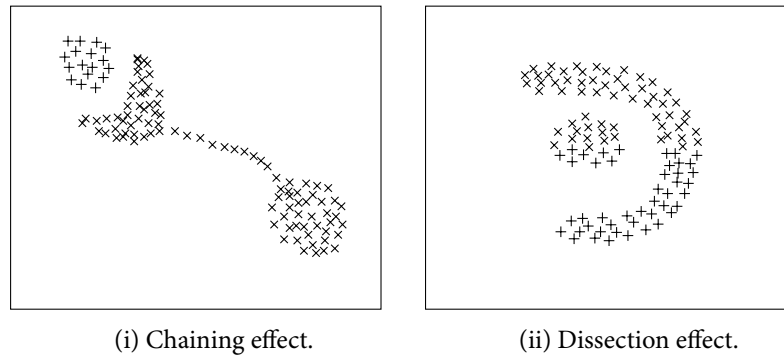 (i) Chaining effect.
(ii) Dissection effect.